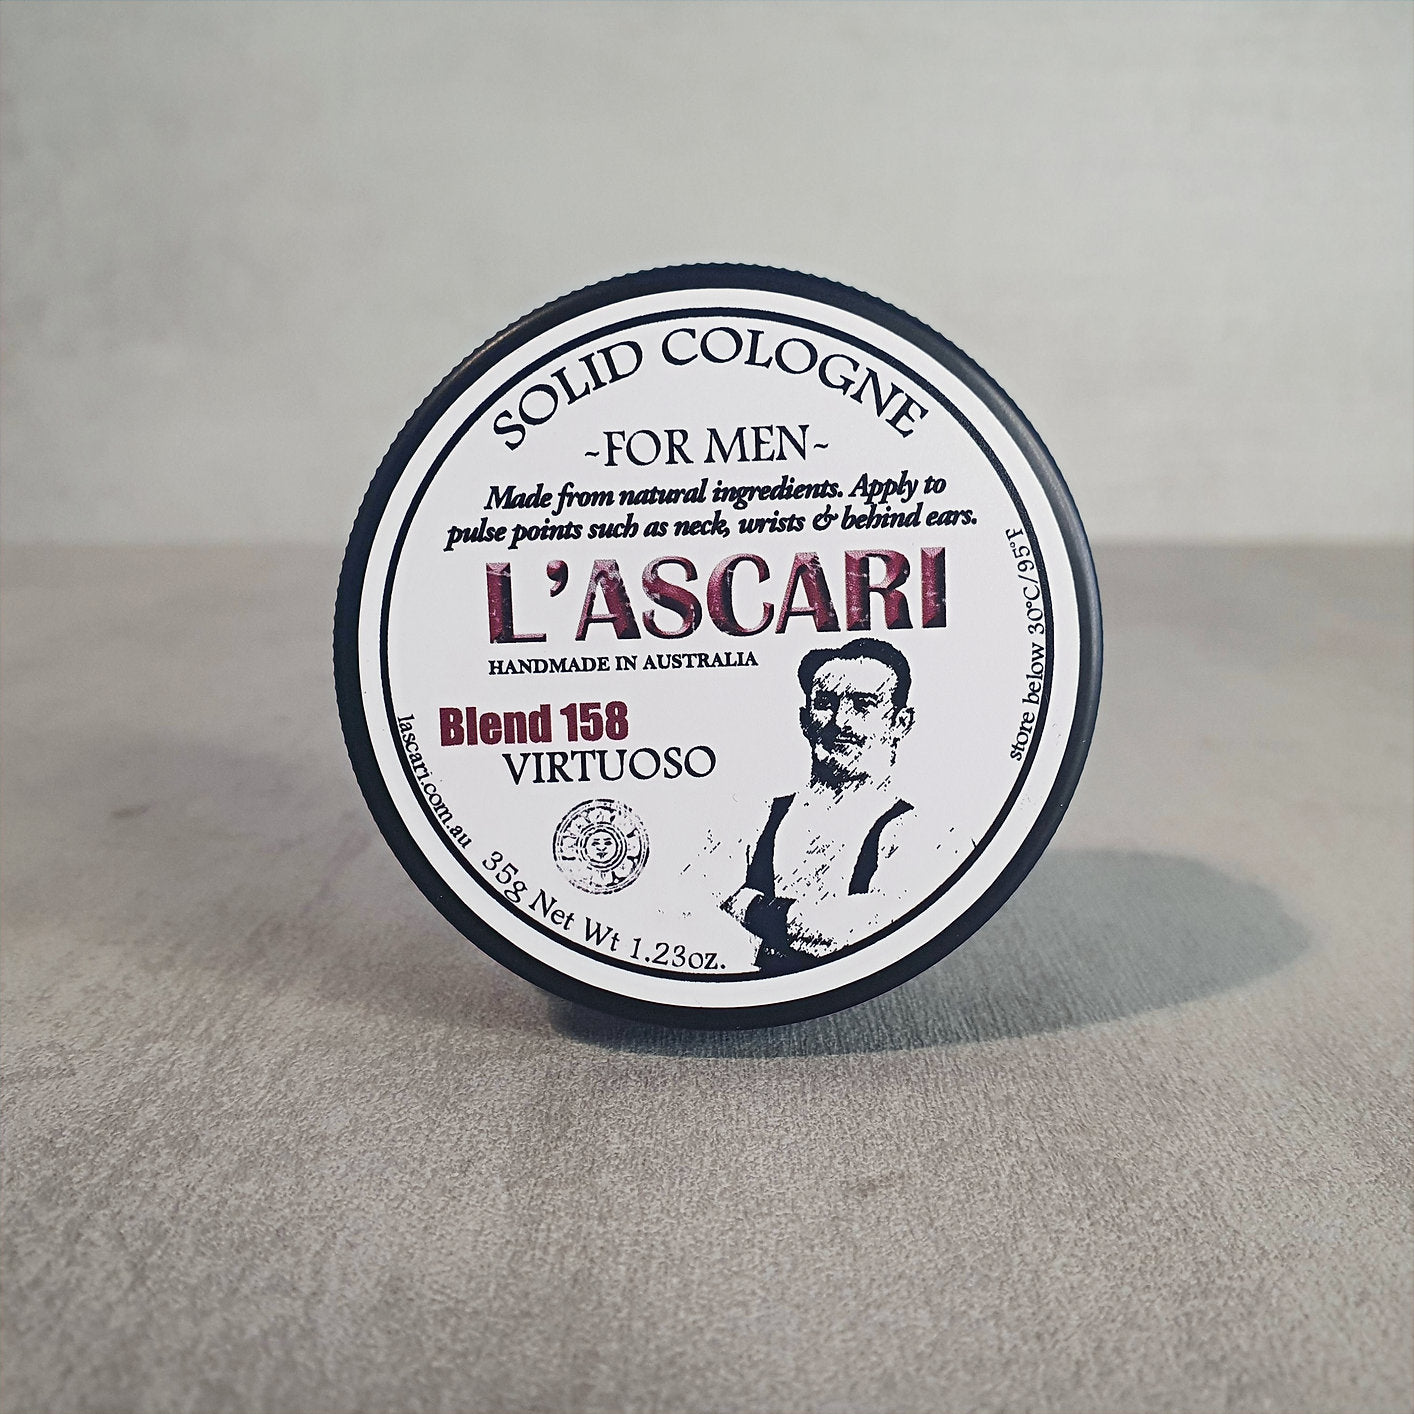 SOLID COLOGNE
~FOR MEN~
Made from natural ingredients. Apply to
pulse points such as neck, wrists & behind ears.
L'ASCARI
HANDMADE IN AUSTRALIA
Blend 158
VIRTUOSO
lascari.com.au
35g Net Wt 1.23oz.
store below 30°C/95°F